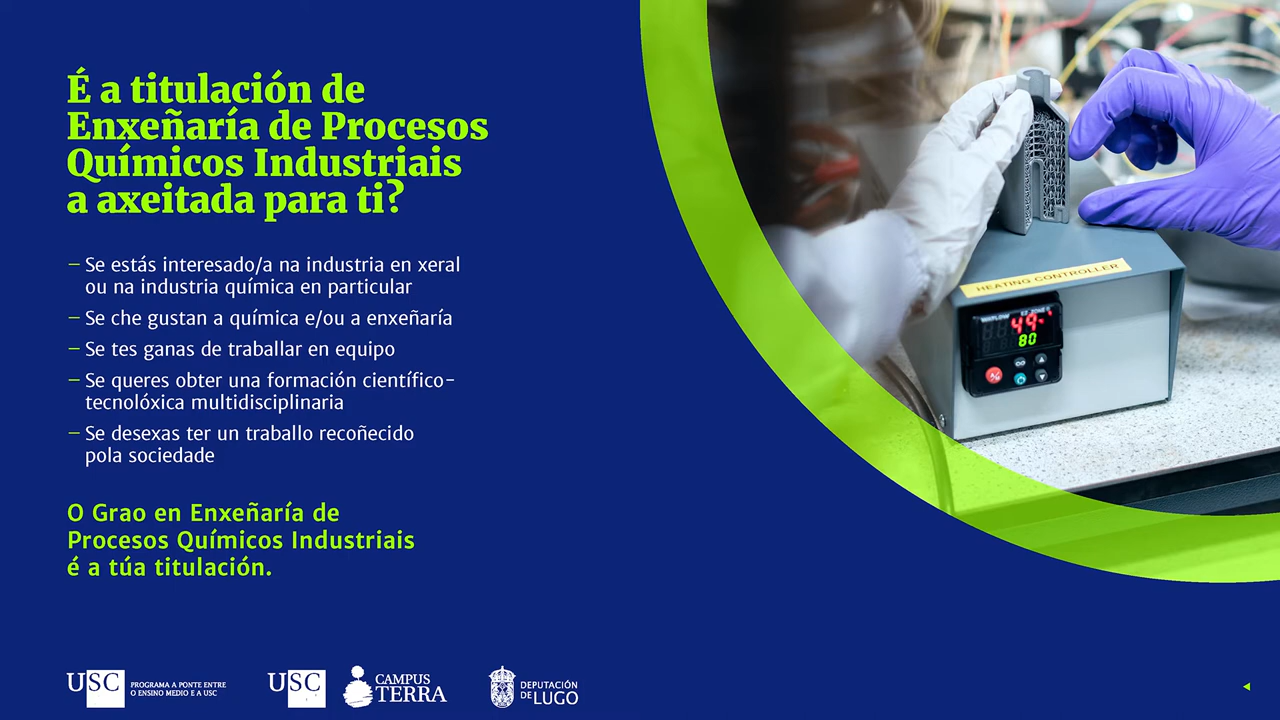 É a titulación de
Enxeñaría de Procesos
Químicos Industriais
a axeitada para ti?
– Se estás interesado/a na industria en xeral
ou na industria química en particular
– Se che gustan a química e/ou a enxeñaría
– Se tes ganas de traballar en equipo
– Se queres obter una formación científico-
tecnolóxica multidisciplinaria
– Se desexas ter un traballo recoñecido
pola sociedade
O Grao en Enxeñaría de
Procesos Químicos Industriais
é a túa titulación.
HEATING CONTROLLER
49
80
USC
PROGRAMA A PONTE ENTRE
O ENSINO MEDIO E A USC
USC
CAMPUS
TERRA
DEPUTACIÓN
DE LUGO